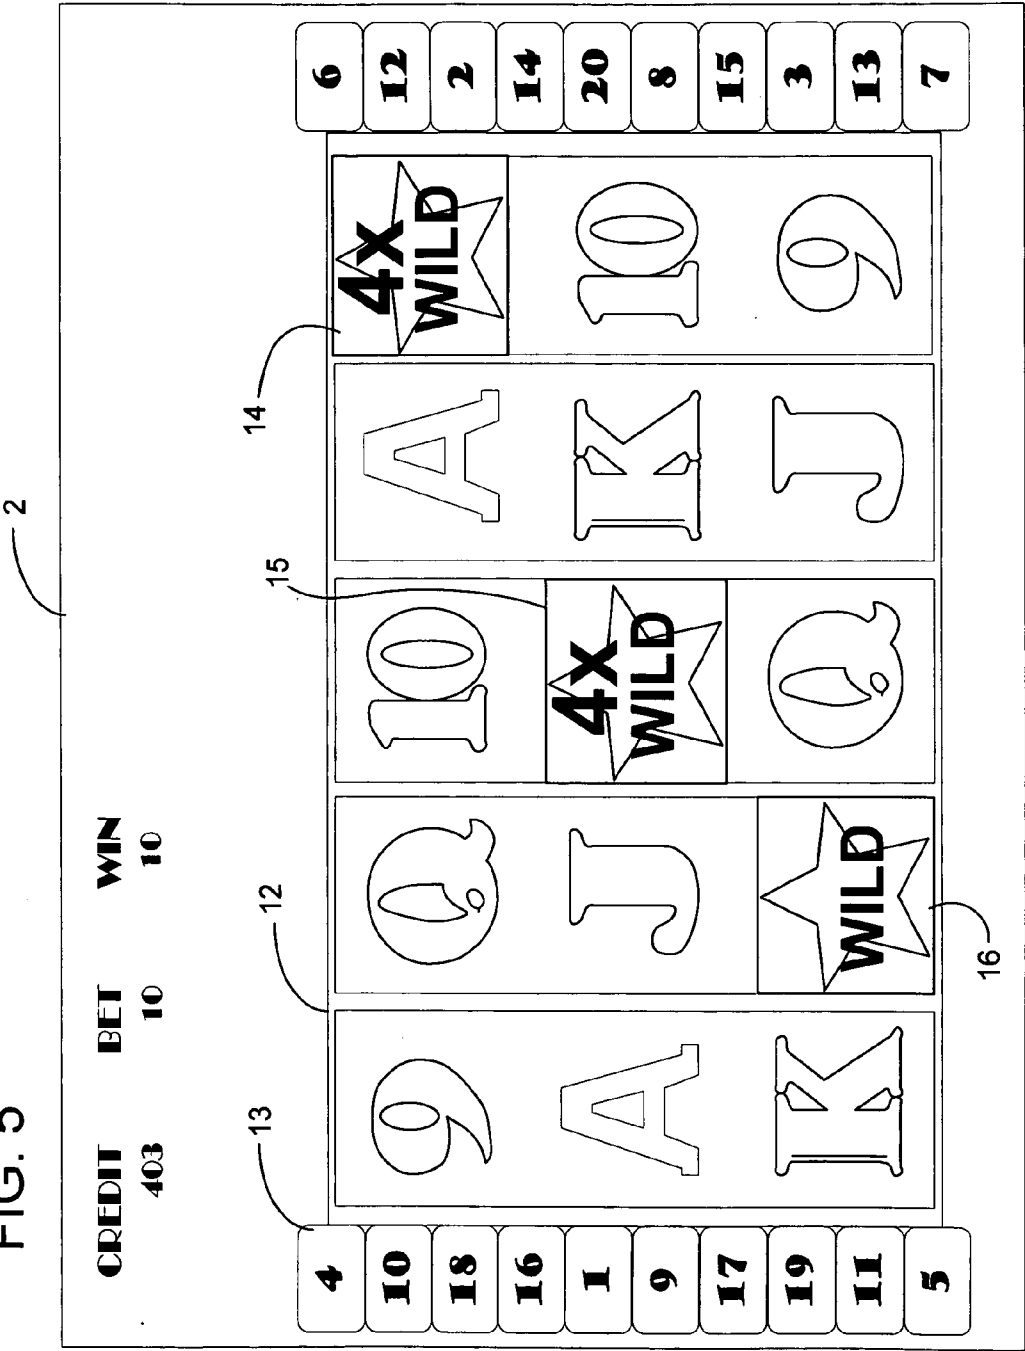 FIG. 5
2
CREDIT BET WIN
403 10 10
13 12 15 14
4 6
10 12
18 2
16 14
1 20
9 8
17 15
19 3
11 13
5 7
9 Q 10 A 4X
WILD
A J 4X K 10
WILD
K WILD Q J 9
16